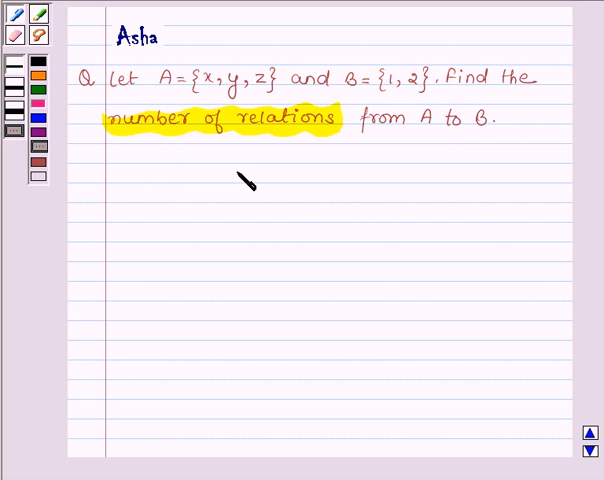 Asha
Q Let A = {x, y, z} and B = {1, 2}. Find the
number of relations from A to B.